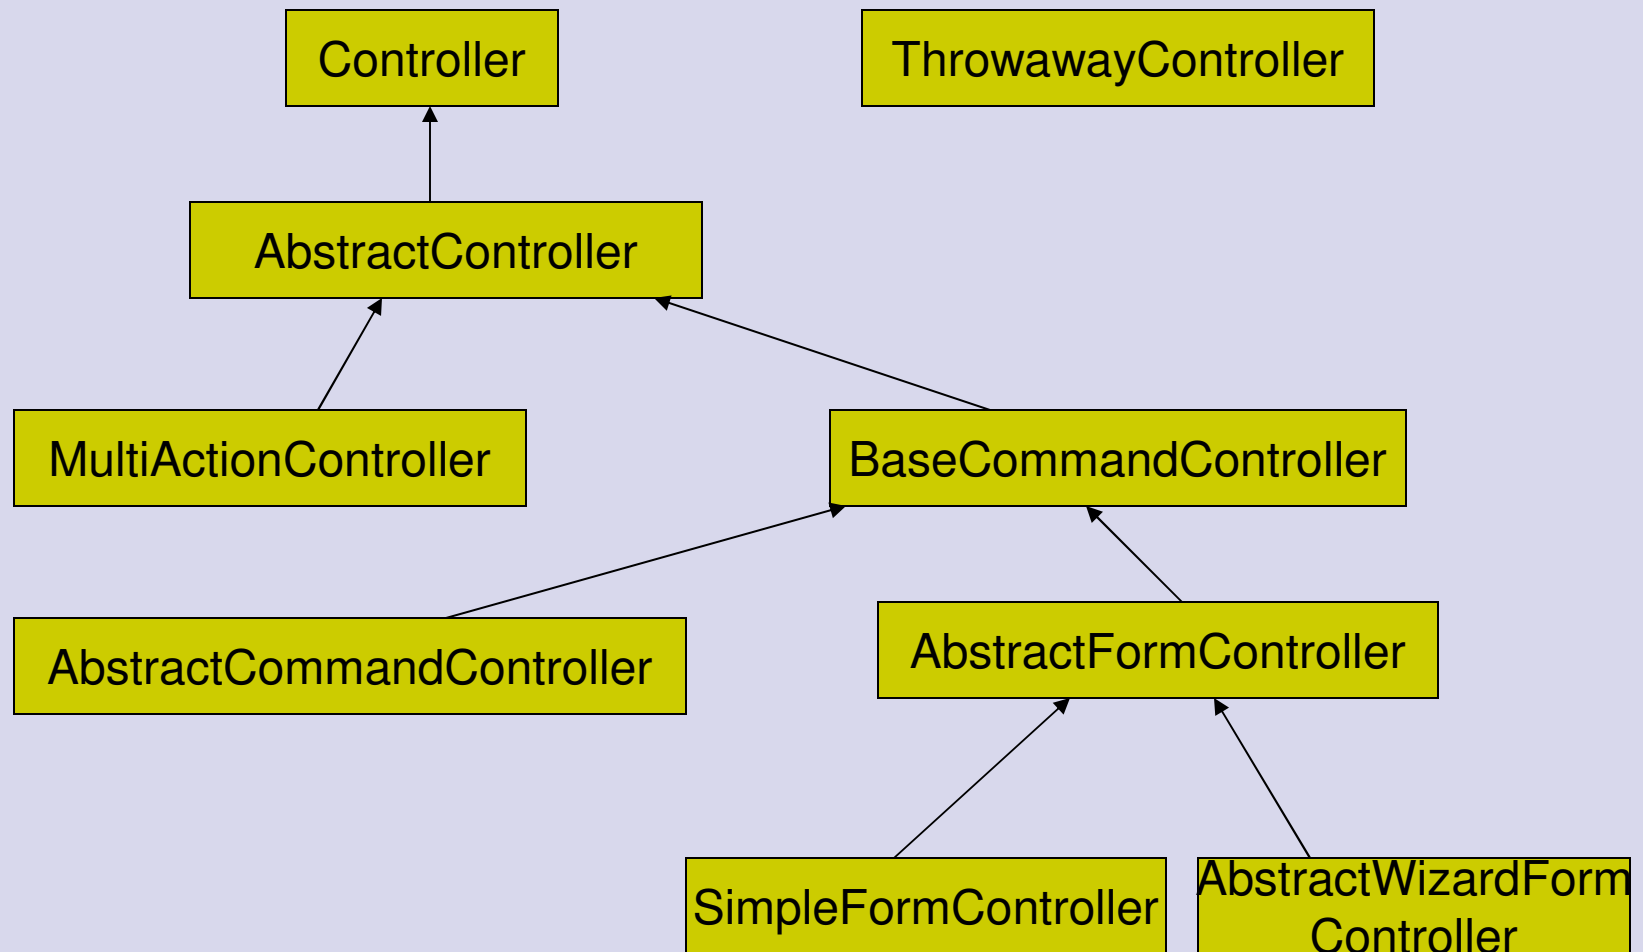 Controller
ThrowawayController
AbstractController
MultiActionController
BaseCommandController
AbstractCommandController
AbstractFormController
SimpleFormController
AbstractWizardForm
Controller